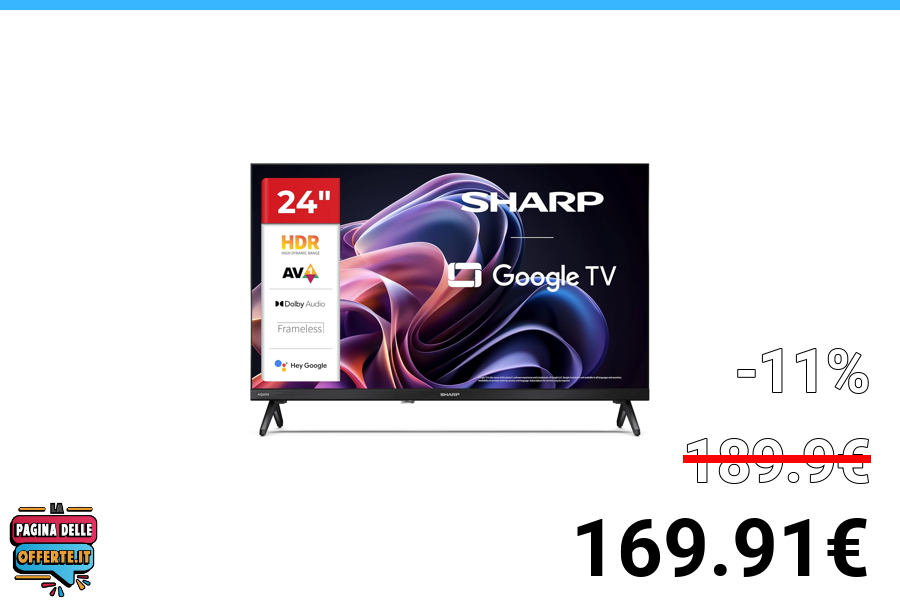 24"
HDR
HIGH DYNAMIC RANGE
AV1
Dolby Audio
Frameless
Hey Google
SHARP
Google TV
SHARP
-11%
189.9€
169.91€
LA
PAGINA DELLE
OFFERTE.IT